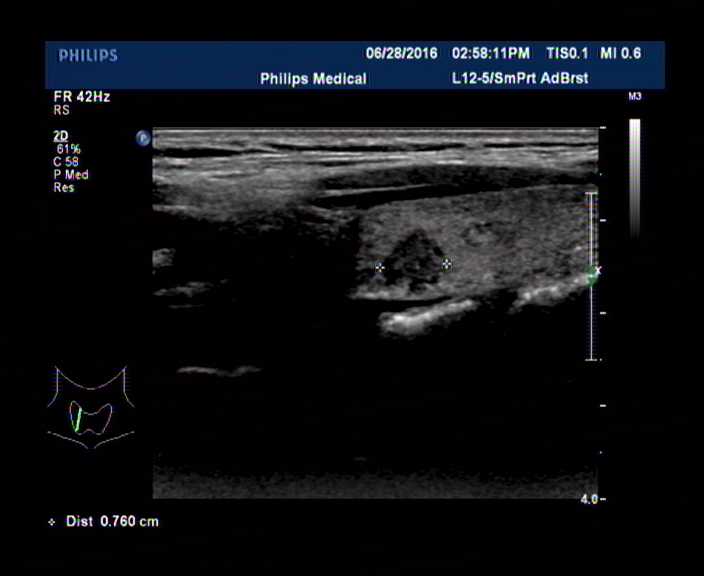 PHILIPS
06/28/2016 02:58:11PM TIS0.1 MI 0.6
Philips Medical L12-5/SmPrt AdBrst
FR 42Hz
RS
M3
2D
61%
C 58
P Med
Res
P
x
4.0
Dist 0.760 cm